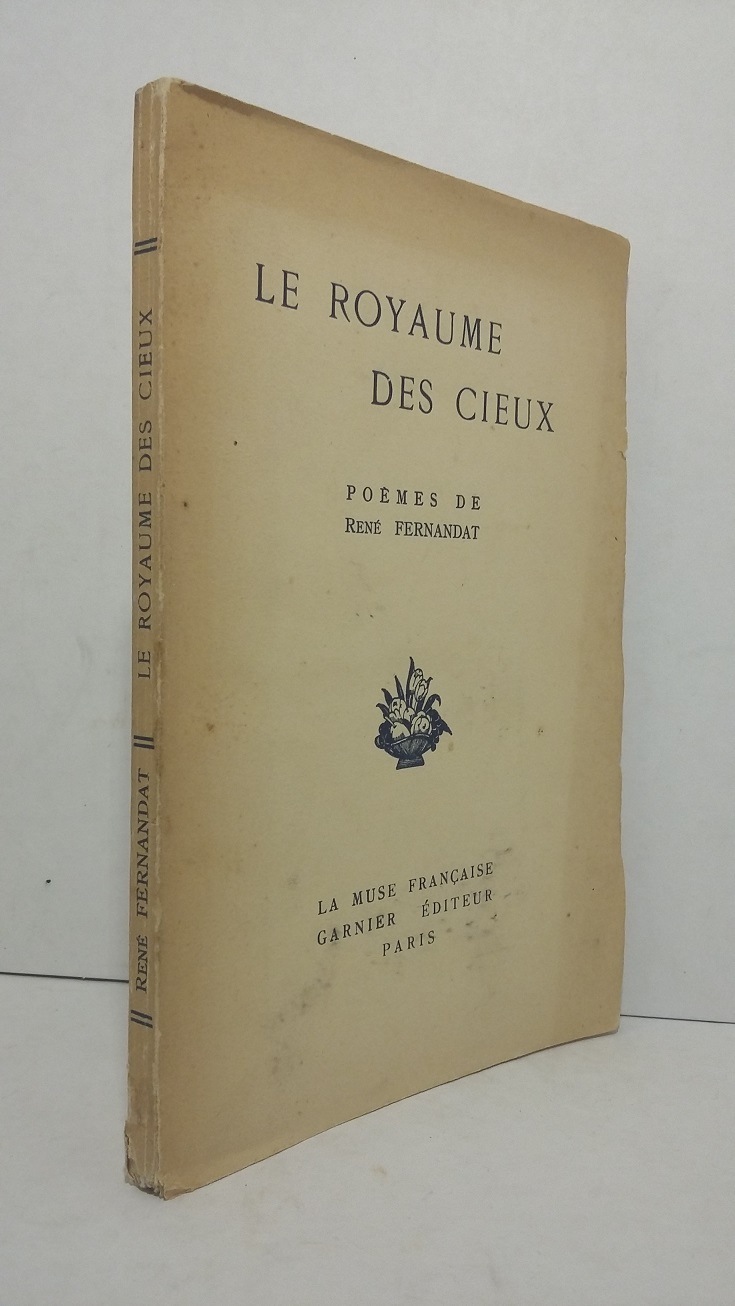 LE ROYAUME
DES CIEUX
POÈMES DE
RENÉ FERNANDAT
LA MUSE FRANÇAISE
GARNIER ÉDITEUR
PARIS
RENÉ FERNANDAT LE ROYAUME DES CIEUX